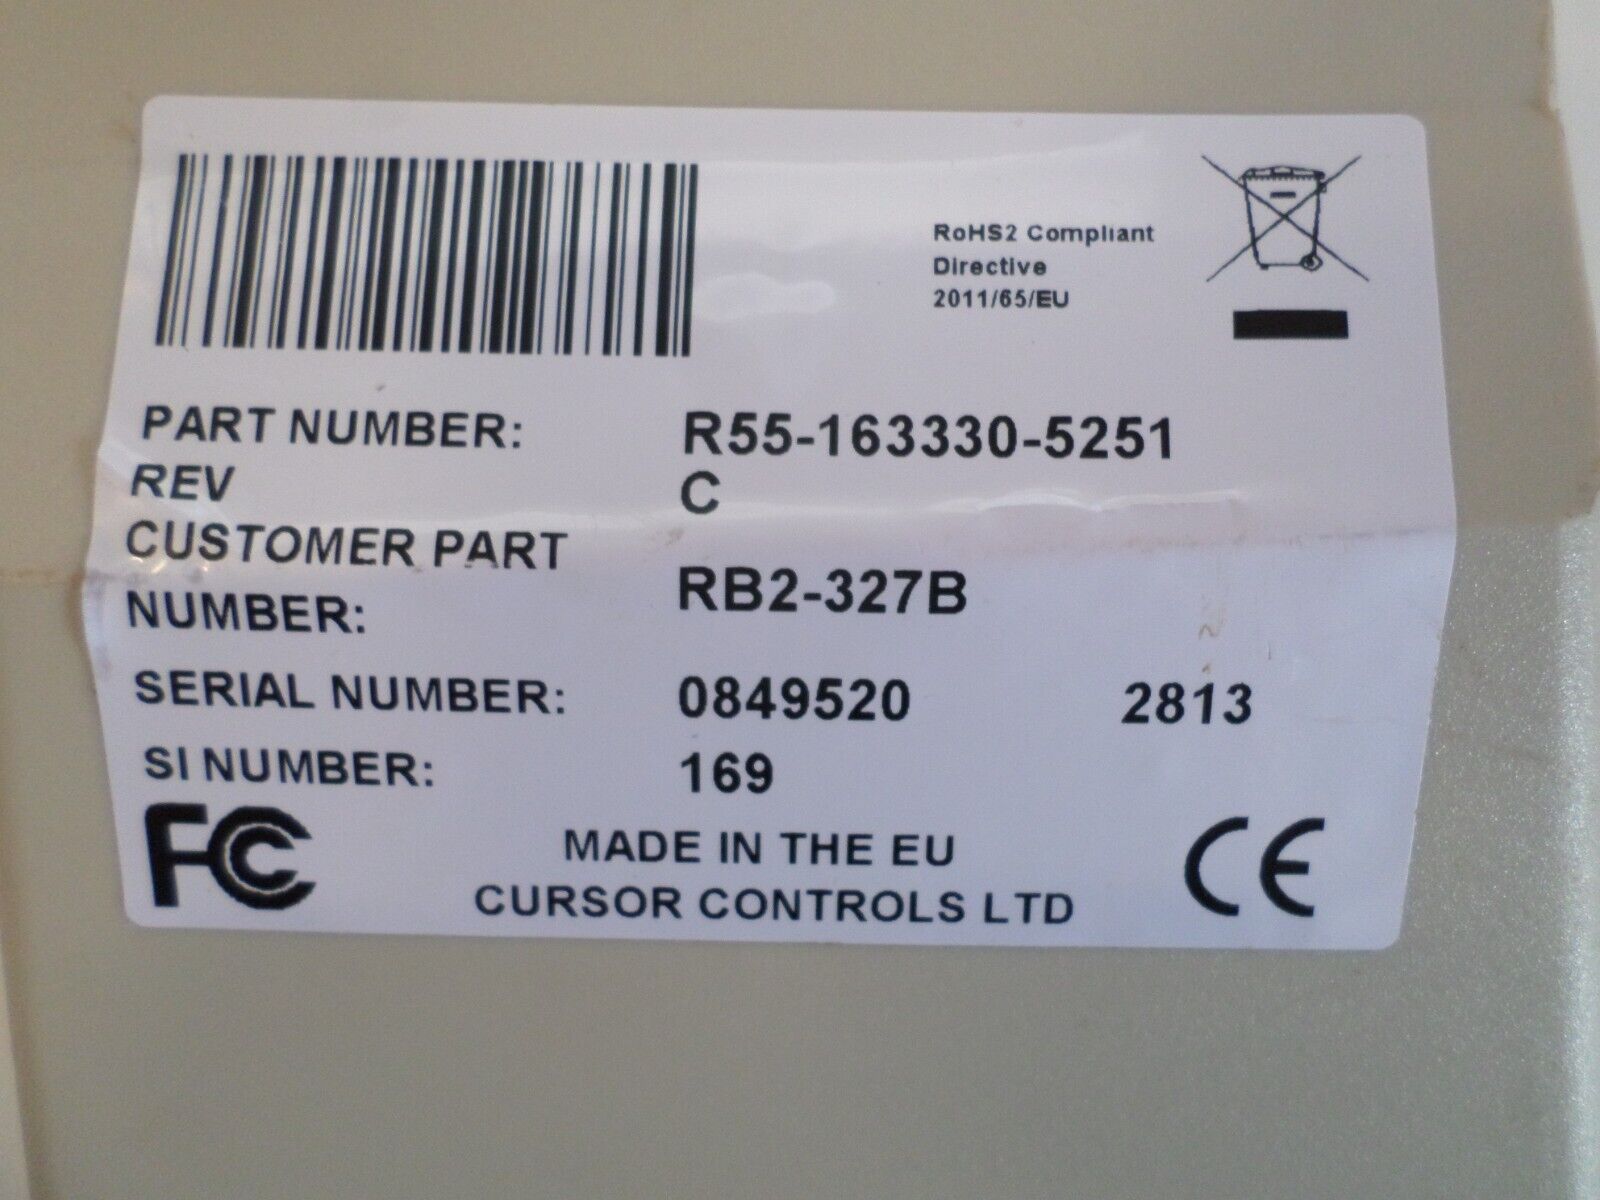 RoHS2 Compliant
Directive
2011/65/EU
PART NUMBER: R55-163330-5251
REV C
CUSTOMER PART
NUMBER: RB2-327B
SERIAL NUMBER: 0849520 2813
SI NUMBER: 169
FC
MADE IN THE EU
CURSOR CONTROLS LTD
CE